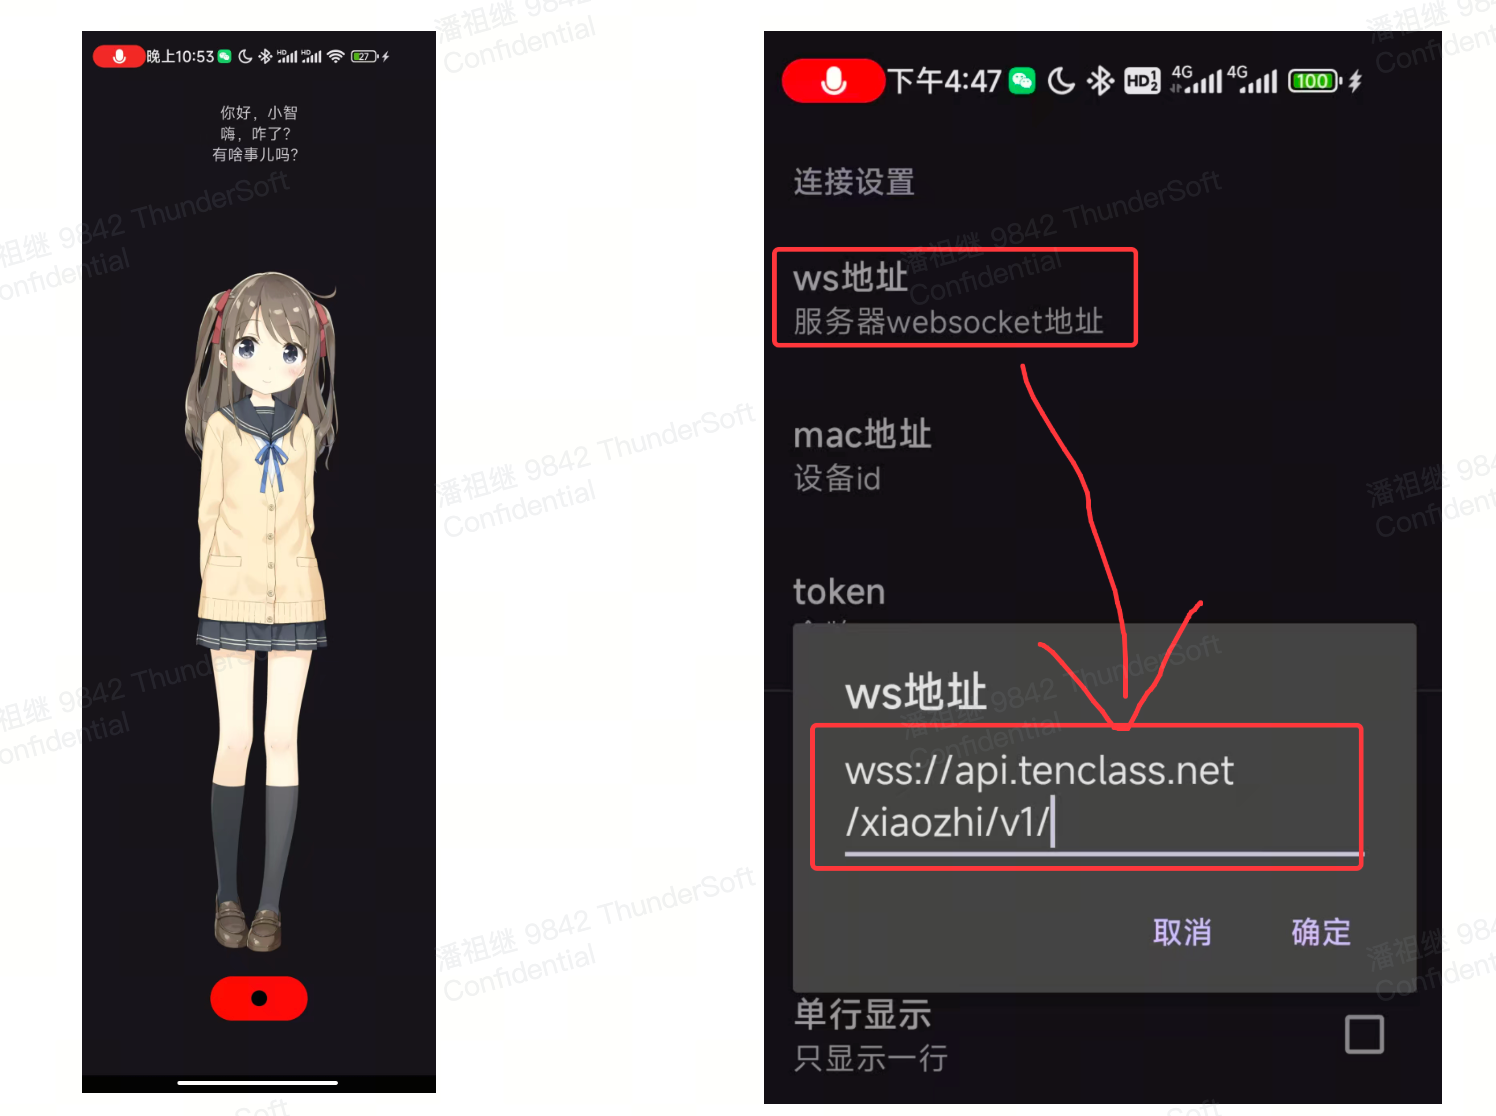 晚上10:53
27
你好，小智
嗨，咋了？
有啥事儿吗？
下午4:47
HD
4G
4G
100
连接设置
ws地址
服务器websocket地址
mac地址
设备id
token
ws地址
wss://api.tenclass.net
/xiaozhi/v1/
取消
确定
单行显示
只显示一行
潘祖继 9842 ThunderSoft
Confidential